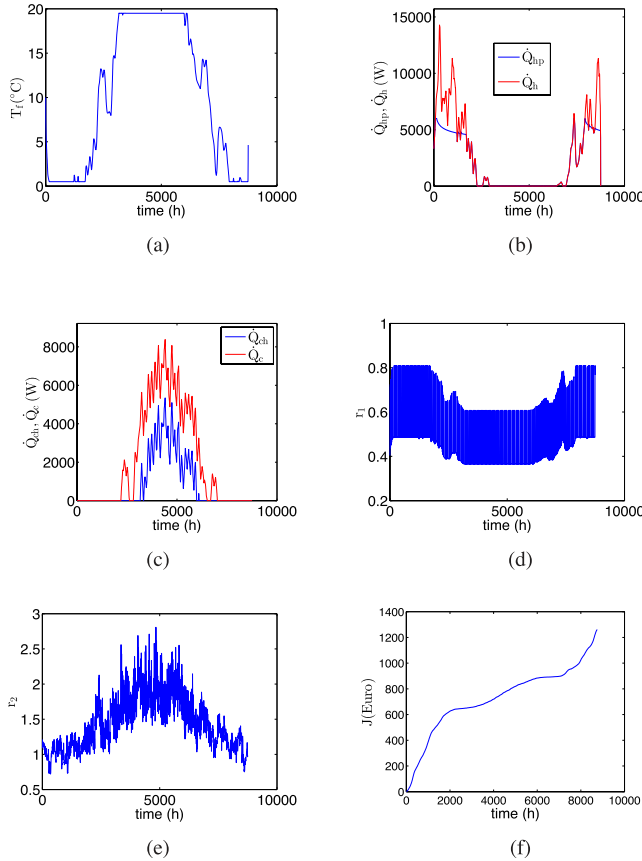 20
15
10
5
0
0
5000
10000
T_f(°C)
time (h)
(a)
15000
10000
5000
0
0
5000
10000
Q̇_hp, Q̇_h (W)
time (h)
Q̇_hp
Q̇_h
(b)
8000
6000
4000
2000
0
0
5000
10000
Q̇_ch, Q̇_c (W)
time (h)
Q̇_ch
Q̇_c
(c)
1
0.8
0.6
0.4
0.2
0
5000
10000
r_1
time (h)
(d)
3
2.5
2
1.5
1
0.5
0
5000
10000
r_2
time (h)
(e)
1400
1200
1000
800
600
400
200
0
0
2000
4000
6000
8000
10000
J(Euro)
time (h)
(f)